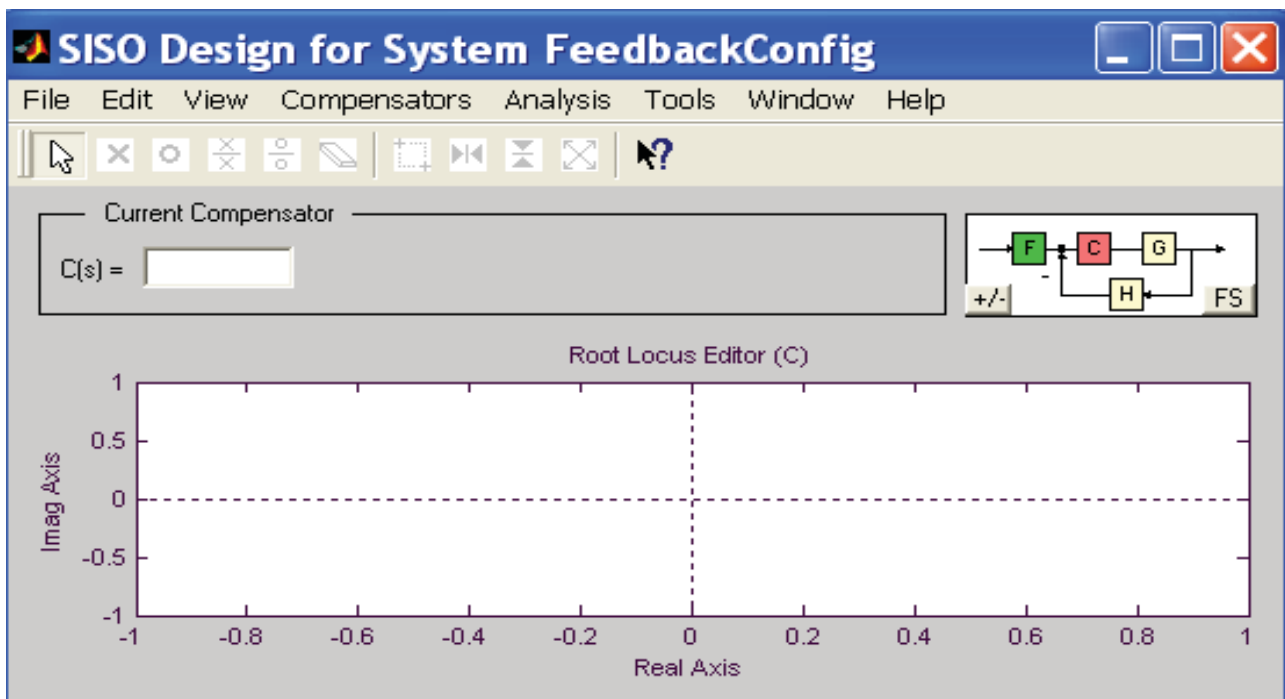 SISO Design for System FeedbackConfig
File Edit View Compensators Analysis Tools Window Help
Current Compensator
C(s) =
F C G
-
H
+/- FS
Root Locus Editor (C)
1
0.5
0
-0.5
-1
Imag Axis
-1 -0.8 -0.6 -0.4 -0.2 0 0.2 0.4 0.6 0.8 1
Real Axis